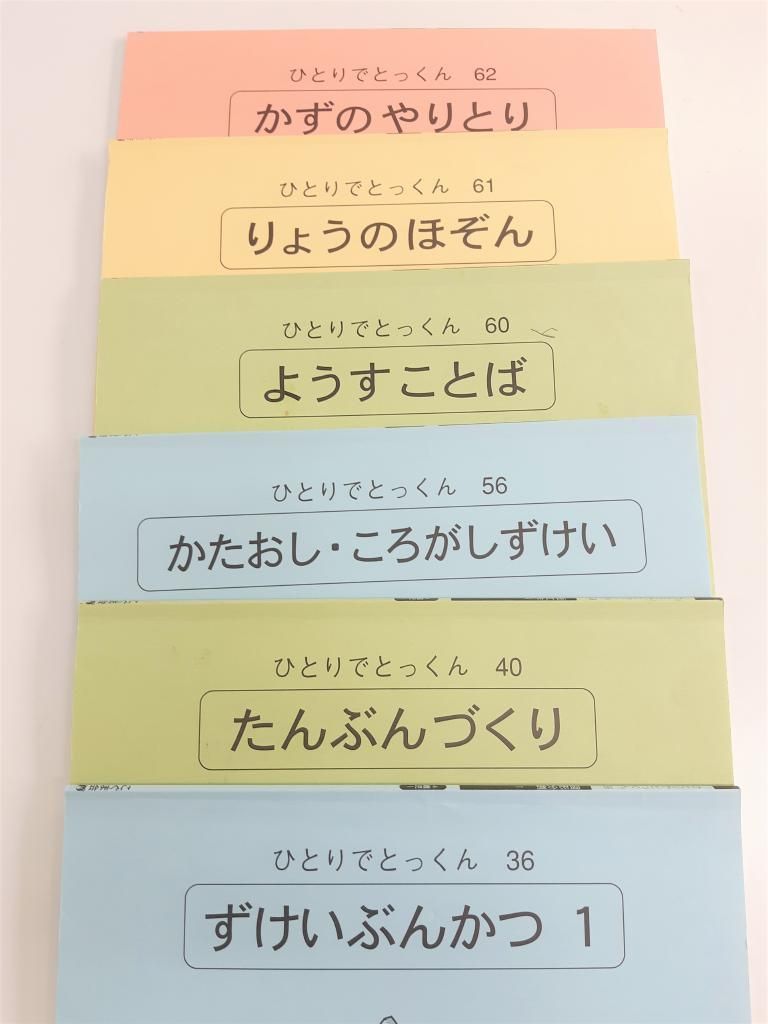 ひとりでとっくん 62
かずのやりとり
ひとりでとっくん 61
りょうのほぞん
ひとりでとっくん 60
ようすことば
ひとりでとっくん 56
かたおし・ころがしずけい
ひとりでとっくん 40
たんぶんづくり
ひとりでとっくん 36
ずけいぶんかつ 1